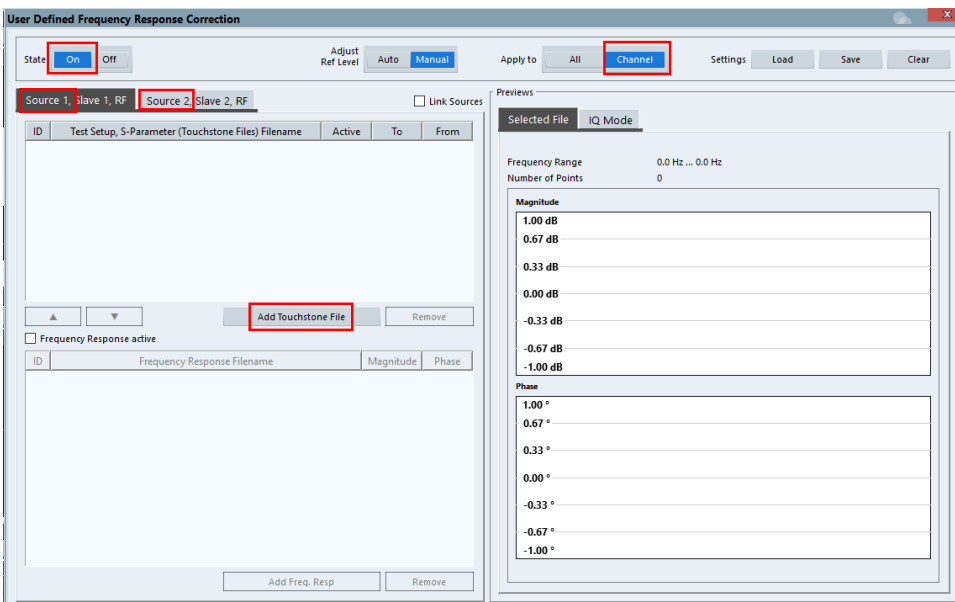 User Defined Frequency Response Correction
State On Off Adjust Ref Level Auto Manual Apply to All Channel Settings Load Save Clear
Source 1, Slave 1, RF Source 2, Slave 2, RF Link Sources
ID Test Setup, S-Parameter (Touchstone Files) Filename Active To From
Add Touchstone File Remove
Frequency Response active
ID Frequency Response Filename Magnitude Phase
Add Freq. Resp Remove
Previews
Selected File IQ Mode
Frequency Range 0.0 Hz ... 0.0 Hz
Number of Points 0
Magnitude
1.00 dB
0.67 dB
0.33 dB
0.00 dB
-0.33 dB
-0.67 dB
-1.00 dB
Phase
1.00 °
0.67 °
0.33 °
0.00 °
-0.33 °
-0.67 °
-1.00 °